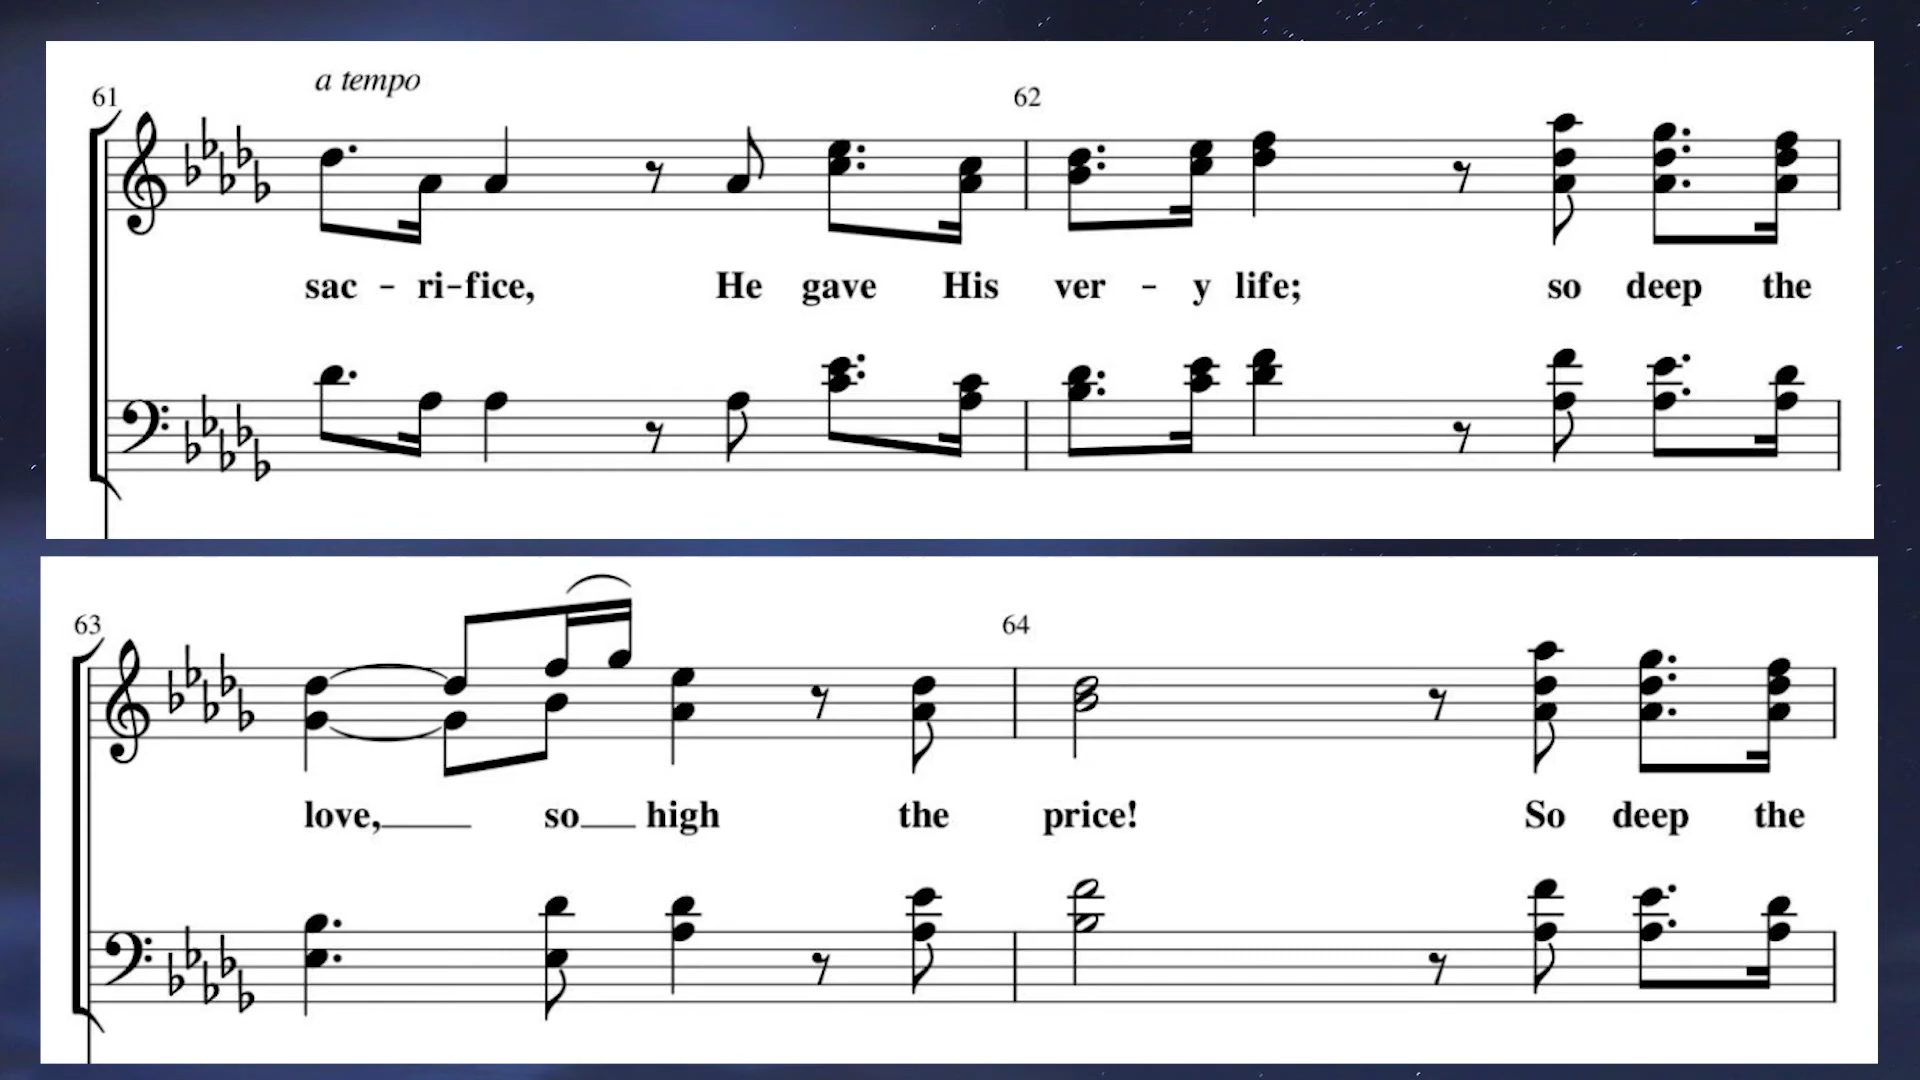 a tempo
61 62
sac - ri-fice, He gave His ver - y life; so deep the
63 64
love, so high the price! So deep the